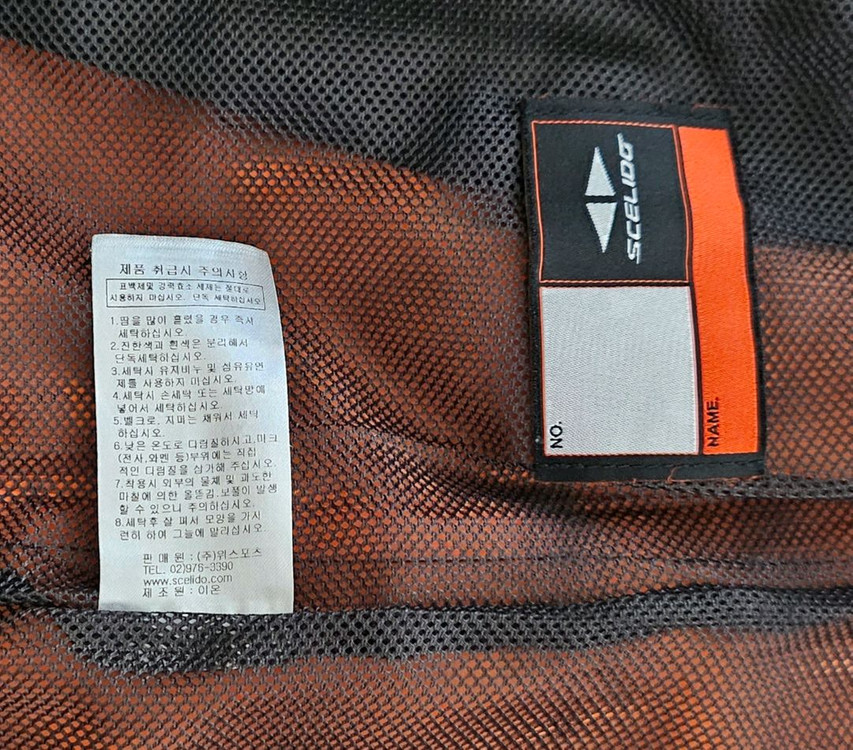 제품 취급시 주의사항
표백제및 강력효소 세제는 절대로
사용하지 마십시오. 단독 세탁하십시오
1.땀을 많이 흘렸을 경우 즉시
세탁하십시오.
2.진한색과 흰색은 분리해서
단독세탁하십시오.
3.세탁시 유지비누 및 섬유유연
제를 사용하지 마십시오.
4.세탁시 손세탁 또는 세탁망에
넣어서 세탁하십시오.
5.벨크로, 지퍼는 채워서 세탁
하십시오.
6.낮은 온도로 다림질하시고,마크
(전사,와펜 등)부위에는 직접
적인 다림질을 삼가해 주십시오.
7.착용시 외부의 물체 및 과도한
마찰에 의한 올뜯김,보풀이 발생
할 수 있으니 주의하십시오.
8.세탁후 잘 펴서 모양을 가지
런히 하여 그늘에 말리십시오.
판 매 원 : (주)위스포츠
TEL. 02)976-3390
www.scelido.com
제 조 원 : 이온
SCELIDO
NO.
NAME.